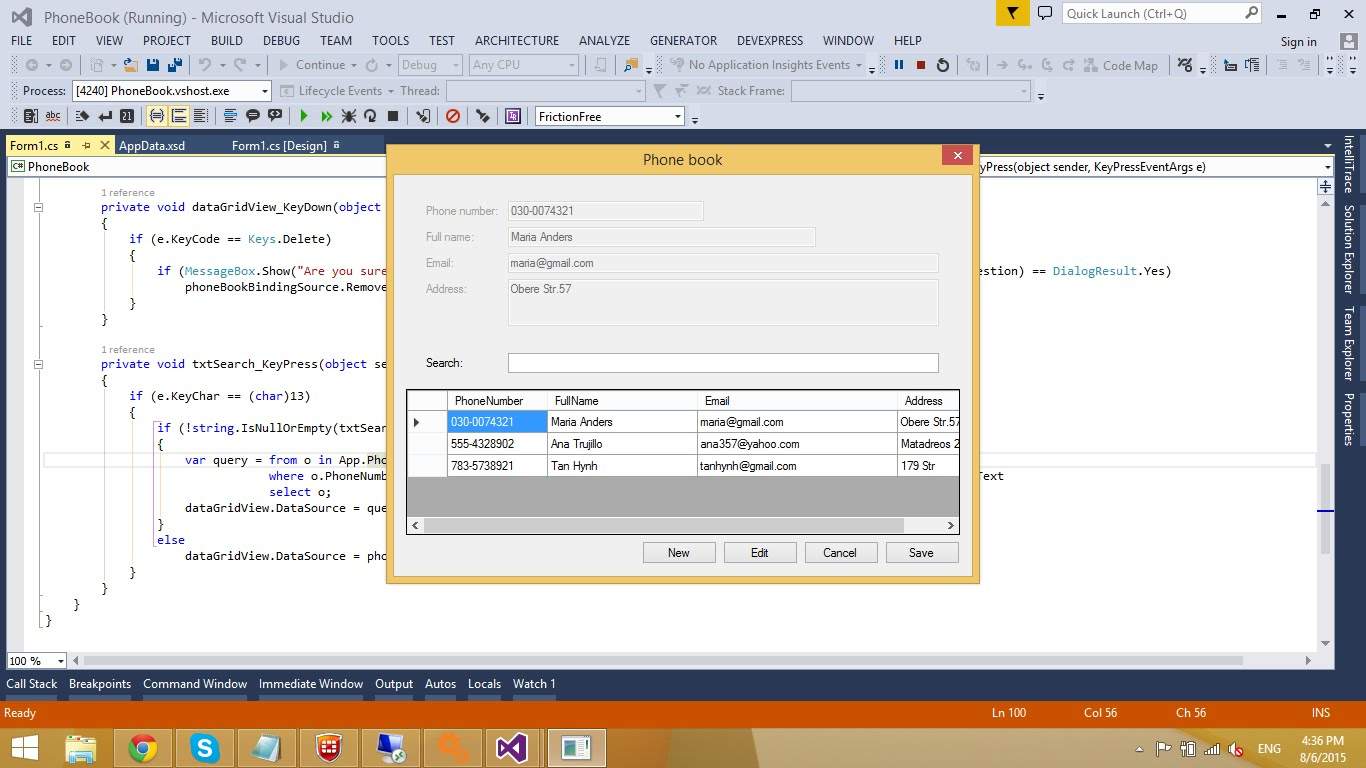 PhoneBook (Running) - Microsoft Visual Studio
Quick Launch (Ctrl+Q)
FILE EDIT VIEW PROJECT BUILD DEBUG TEAM TOOLS TEST ARCHITECTURE ANALYZE GENERATOR DEVEXPRESS WINDOW HELP
Sign in
Continue Debug Any CPU No Application Insights Events Code Map
Process: [4240] PhoneBook.vshost.exe Lifecycle Events Thread: Stack Frame:
abc 21 FrictionFree
Form1.cs AppData.xsd Form1.cs [Design]
C# PhoneBook
yPress(object sender, KeyPressEventArgs e)
1 reference
private void dataGridView_KeyDown(object
{
if (e.KeyCode == Keys.Delete)
{
if (MessageBox.Show("Are you sure
estion) == DialogResult.Yes)
phoneBookBindingSource.Remove
}
}
1 reference
private void txtSearch_KeyPress(object se
{
if (e.KeyChar == (char)13)
{
if (!string.IsNullOrEmpty(txtSear
{
var query = from o in App.Pho
where o.PhoneNumb
Text
select o;
dataGridView.DataSource = que
}
else
dataGridView.DataSource = pho
}
}
}
}
Phone book
Phone number: 030-0074321
Full name: Maria Anders
Email: maria@gmail.com
Address: Obere Str.57
Search:
PhoneNumber FullName Email Address
030-0074321 Maria Anders maria@gmail.com Obere Str.57
555-4328902 Ana Trujillo ana357@yahoo.com Matadreos 2
783-5738921 Tan Hynh tanhynh@gmail.com 179 Str
New Edit Cancel Save
IntelliTrace
Solution Explorer
Team Explorer
Properties
100 %
Call Stack Breakpoints Command Window Immediate Window Output Autos Locals Watch 1
Ready Ln 100 Col 56 Ch 56 INS
ENG 4:36 PM
8/6/2015